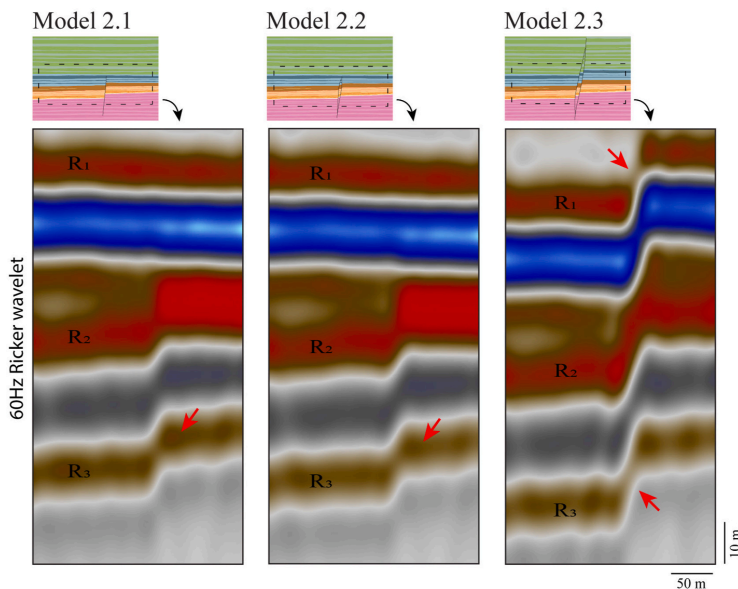 Model 2.1
Model 2.2
Model 2.3
60Hz Ricker wavelet
R₁
R₂
R₃
R₁
R₂
R₃
R₁
R₂
R₃
10 m
50 m